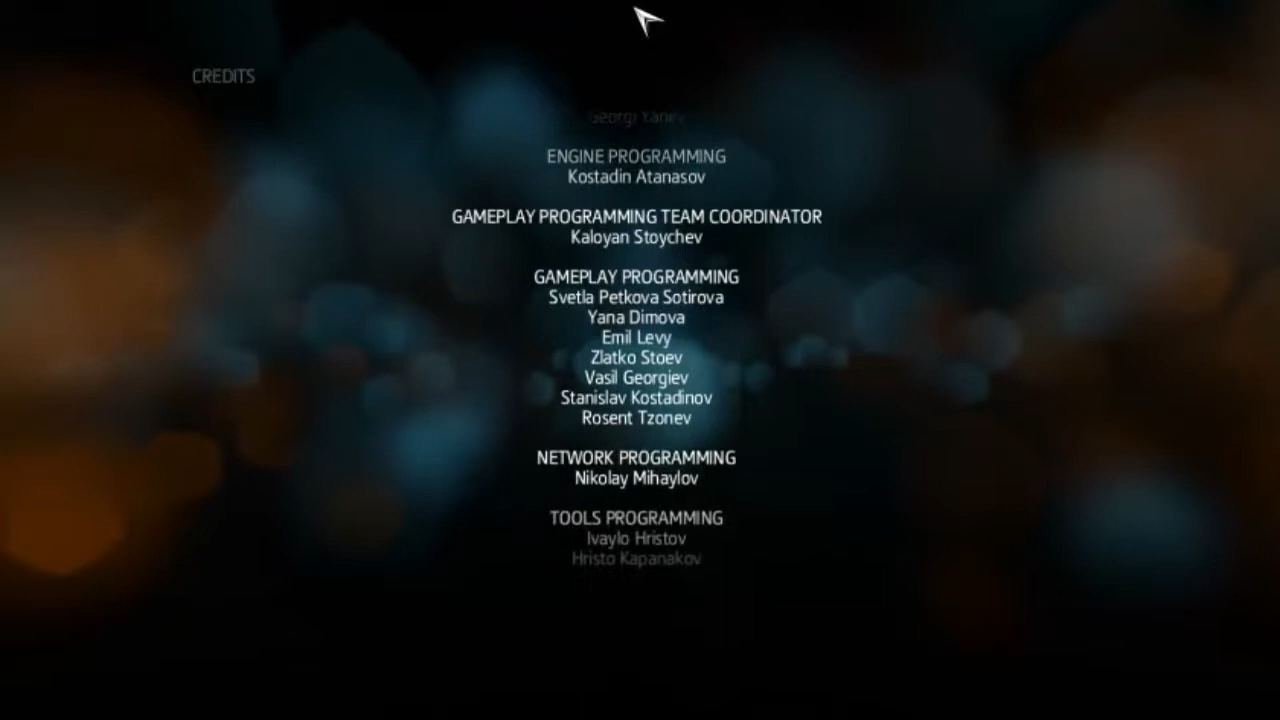 CREDITS
Georgi Yanev
ENGINE PROGRAMMING
Kostadin Atanasov
GAMEPLAY PROGRAMMING TEAM COORDINATOR
Kaloyan Stoychev
GAMEPLAY PROGRAMMING
Svetla Petkova Sotirova
Yana Dimova
Emil Levy
Zlatko Stoev
Vasil Georgiev
Stanislav Kostadinov
Rosent Tzonev
NETWORK PROGRAMMING
Nikolay Mihaylov
TOOLS PROGRAMMING
Ivaylo Hristov
Hristo Kapanakov